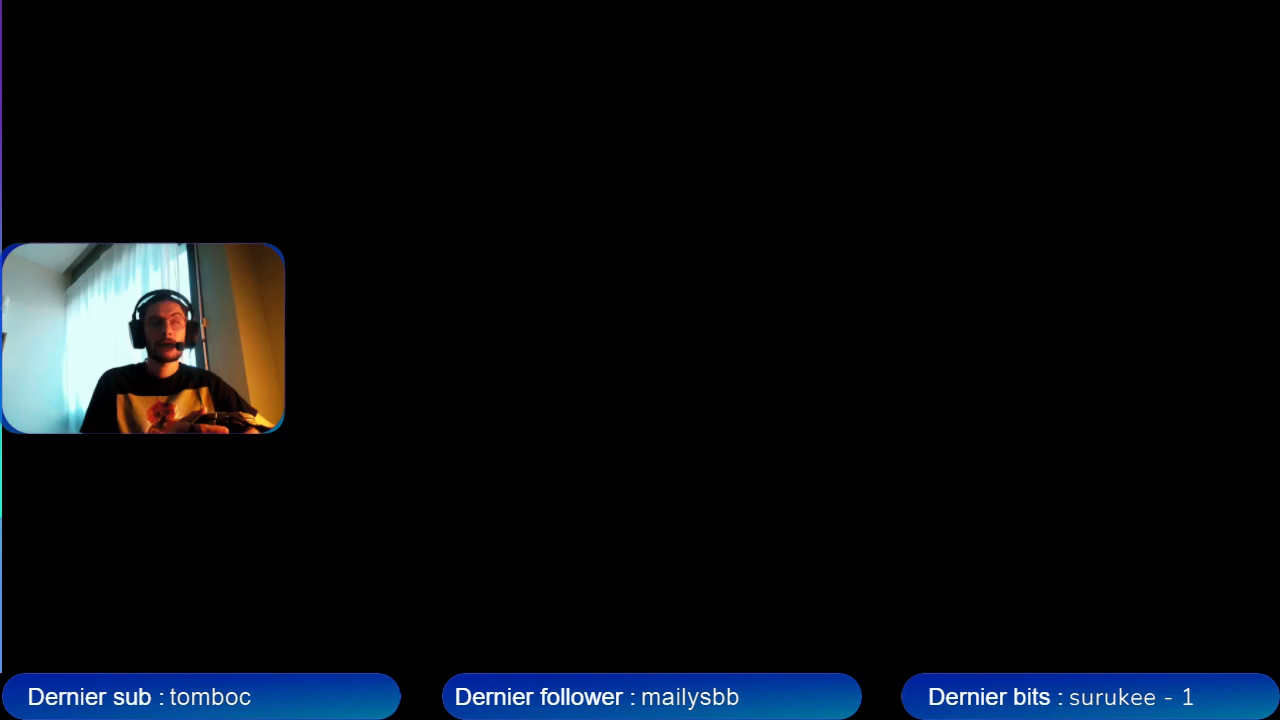 Dernier sub : tomboc
Dernier follower : mailysbb
Dernier bits : surukee - 1